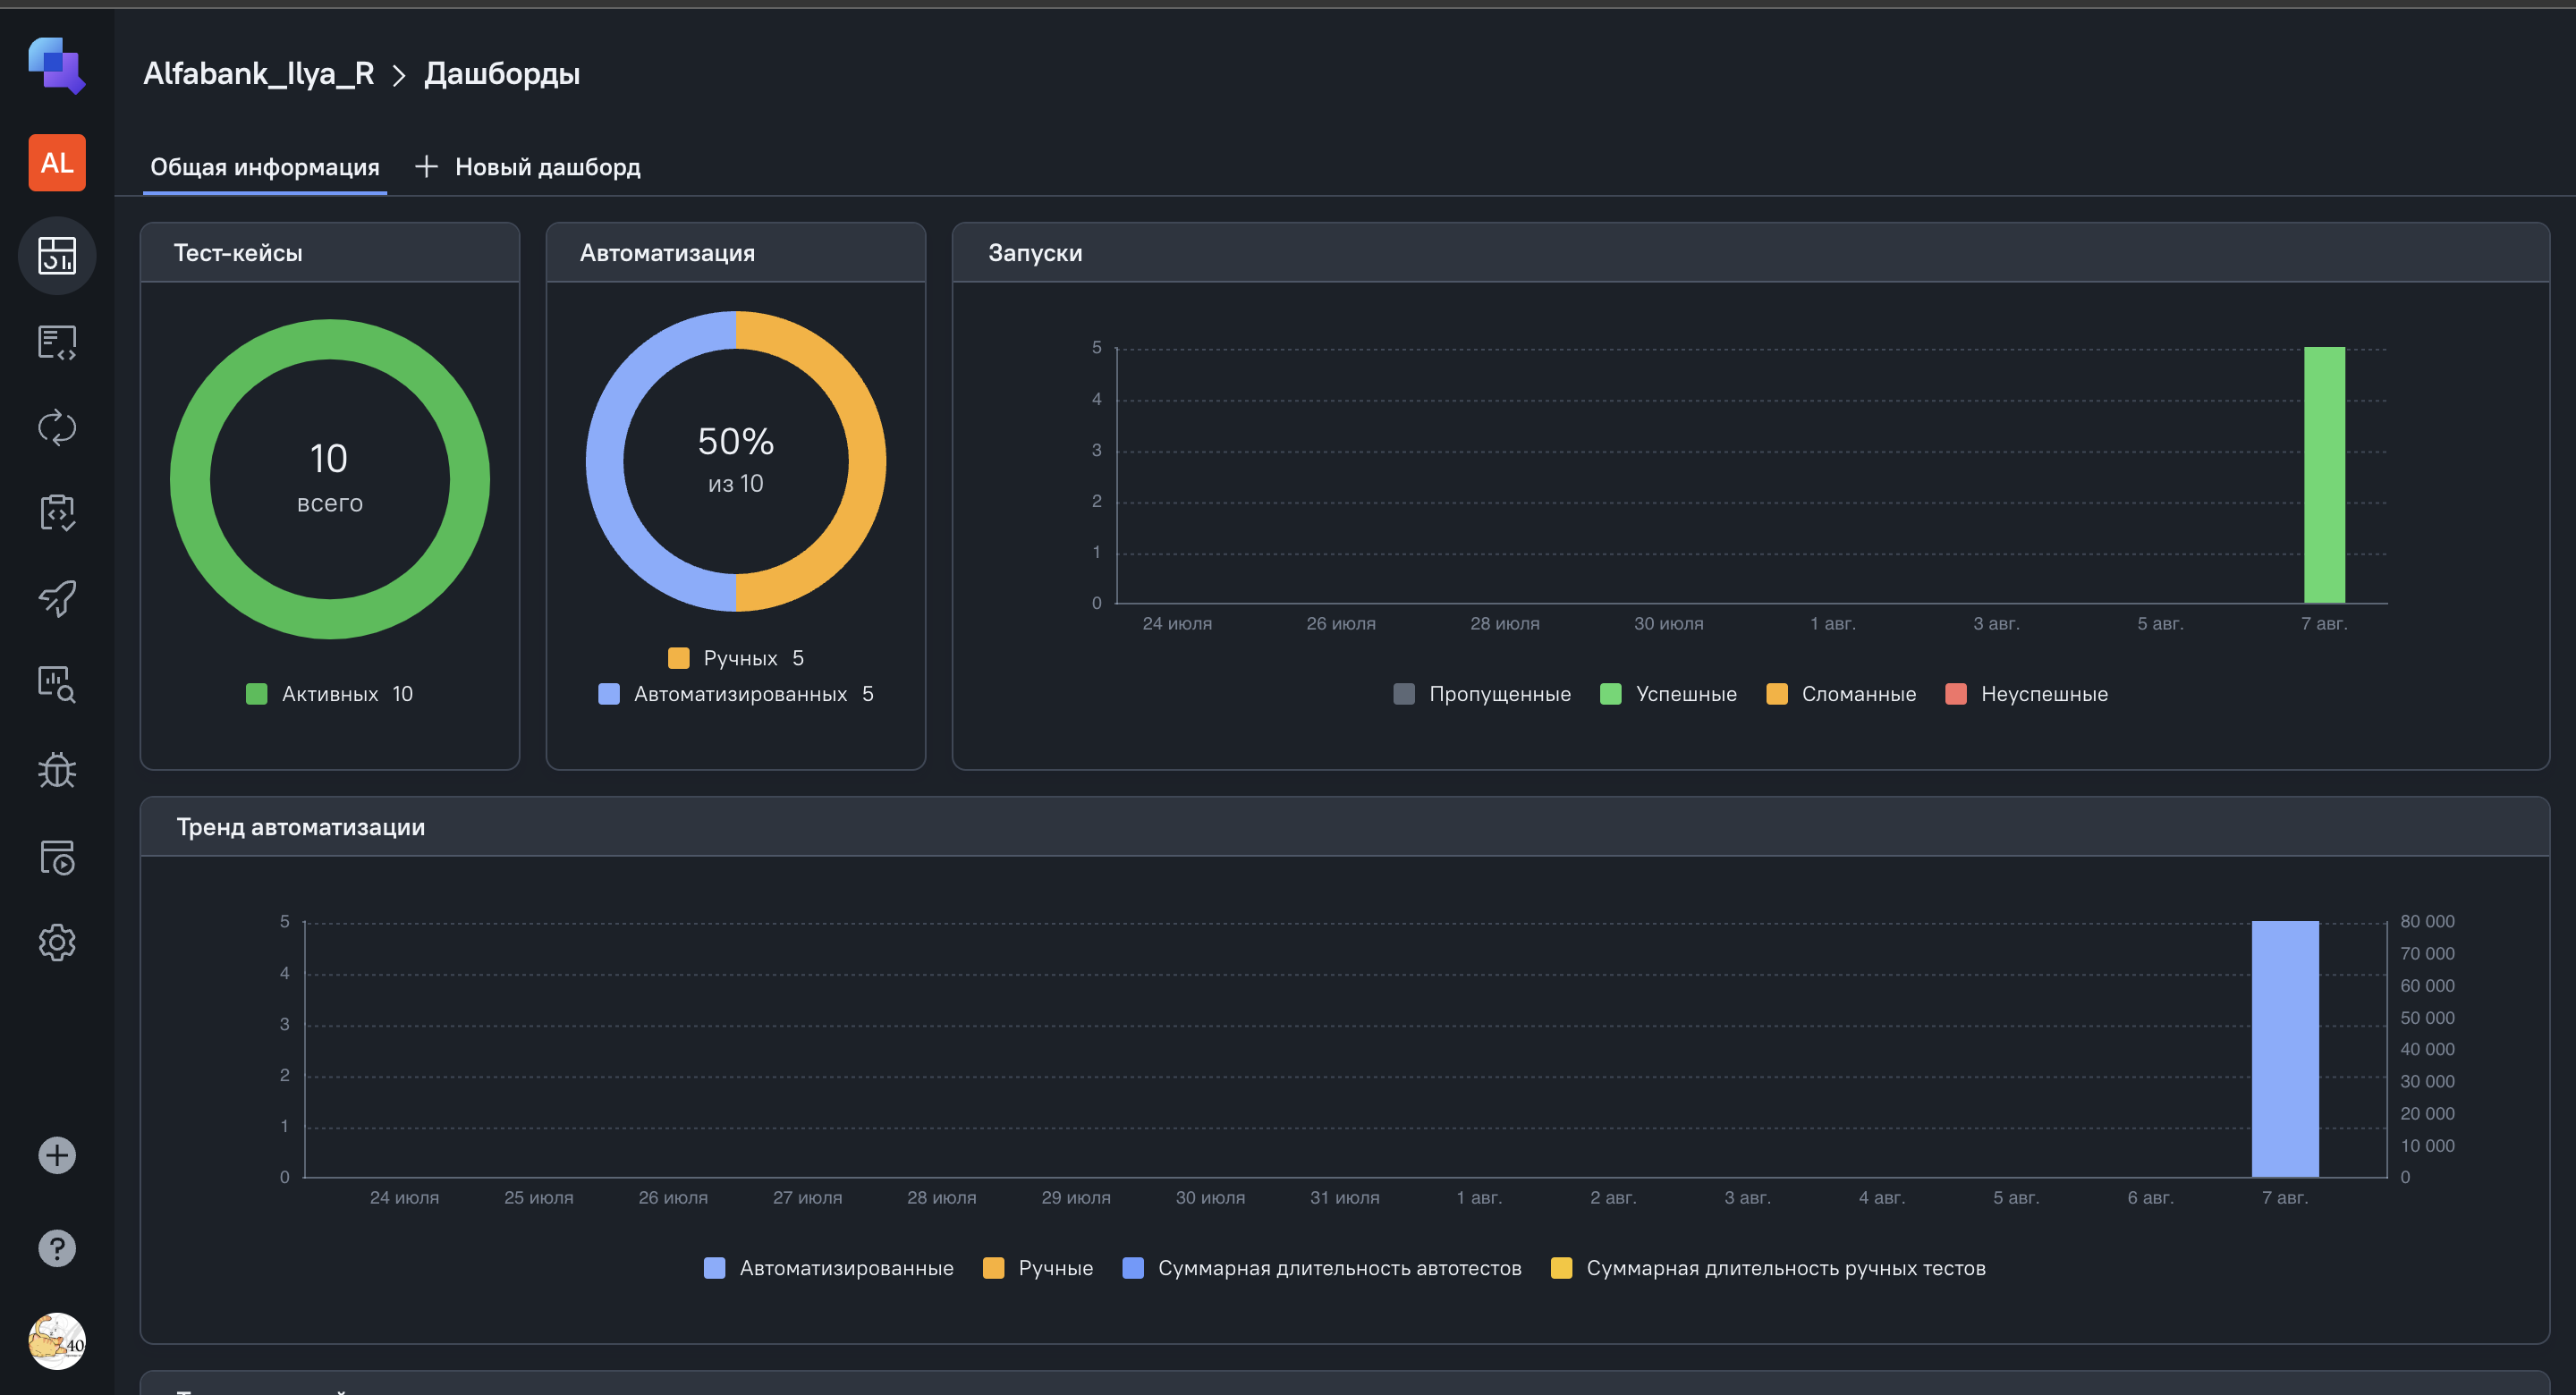 Alfabank_Ilya_R > Дашборды
AL
Общая информация + Новый дашборд
Тест-кейсы
10
всего
Активных 10
Автоматизация
50%
из 10
Ручных 5
Автоматизированных 5
Запуски
5
4
3
2
1
0
24 июля 26 июля 28 июля 30 июля 1 авг. 3 авг. 5 авг. 7 авг.
Пропущенные Успешные Сломанные Неуспешные
Тренд автоматизации
5
4
3
2
1
0
80 000
70 000
60 000
50 000
40 000
30 000
20 000
10 000
0
24 июля 25 июля 26 июля 27 июля 28 июля 29 июля 30 июля 31 июля 1 авг. 2 авг. 3 авг. 4 авг. 5 авг. 6 авг. 7 авг.
Автоматизированные Ручные Суммарная длительность автотестов Суммарная длительность ручных тестов
?
40